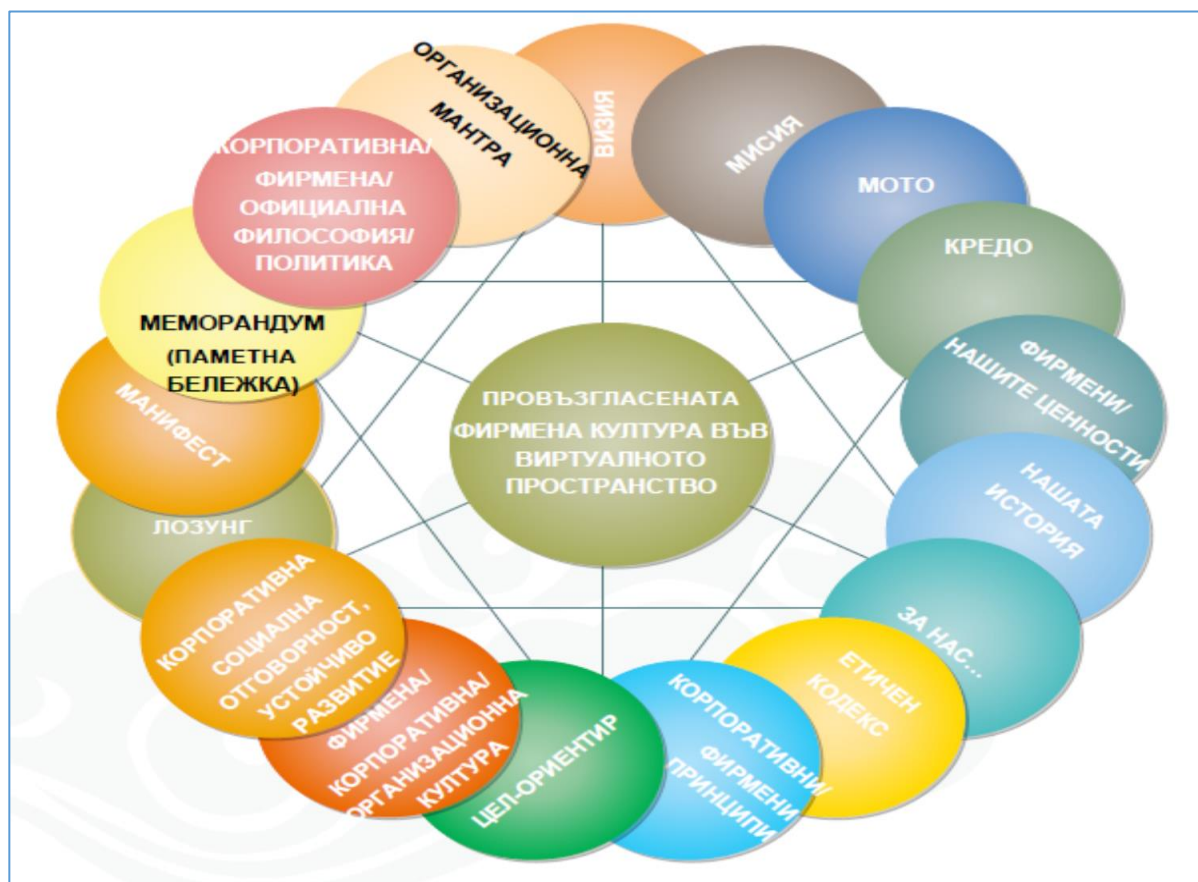 ВИЗИЯ
МИСИЯ
МОТО
КРЕДО
ФИРМЕНИ/
НАШИТЕ ЦЕННОСТИ
НАШАТА
ИСТОРИЯ
ЗА НАС...
ЕТИЧЕН
КОДЕКС
КОРПОРАТИВНИ/
ФИРМЕНИ
ПРИНЦИПИ
ЦЕЛ-ОРИЕНТИР
ФИРМЕНА/
КОРПОРАТИВНА/
ОРГАНИЗАЦИОННА
КУЛТУРА
КОРПОРАТИВНА
СОЦИАЛНА
ОТГОВОРНОСТ,
УСТОЙЧИВО
РАЗВИТИЕ
ЛОЗУНГ
МАНИФЕСТ
МЕМОРАНДУМ
(ПАМЕТНА
БЕЛЕЖКА)
КОРПОРАТИВНА/
ФИРМЕНА/
ОФИЦИАЛНА
ФИЛОСОФИЯ/
ПОЛИТИКА
ОРГАНИЗАЦИОННА
МАНТРА
ПРОВЪЗГЛАСЕНАТА
ФИРМЕНА КУЛТУРА ВЪВ
ВИРТУАЛНОТО
ПРОСТРАНСТВО